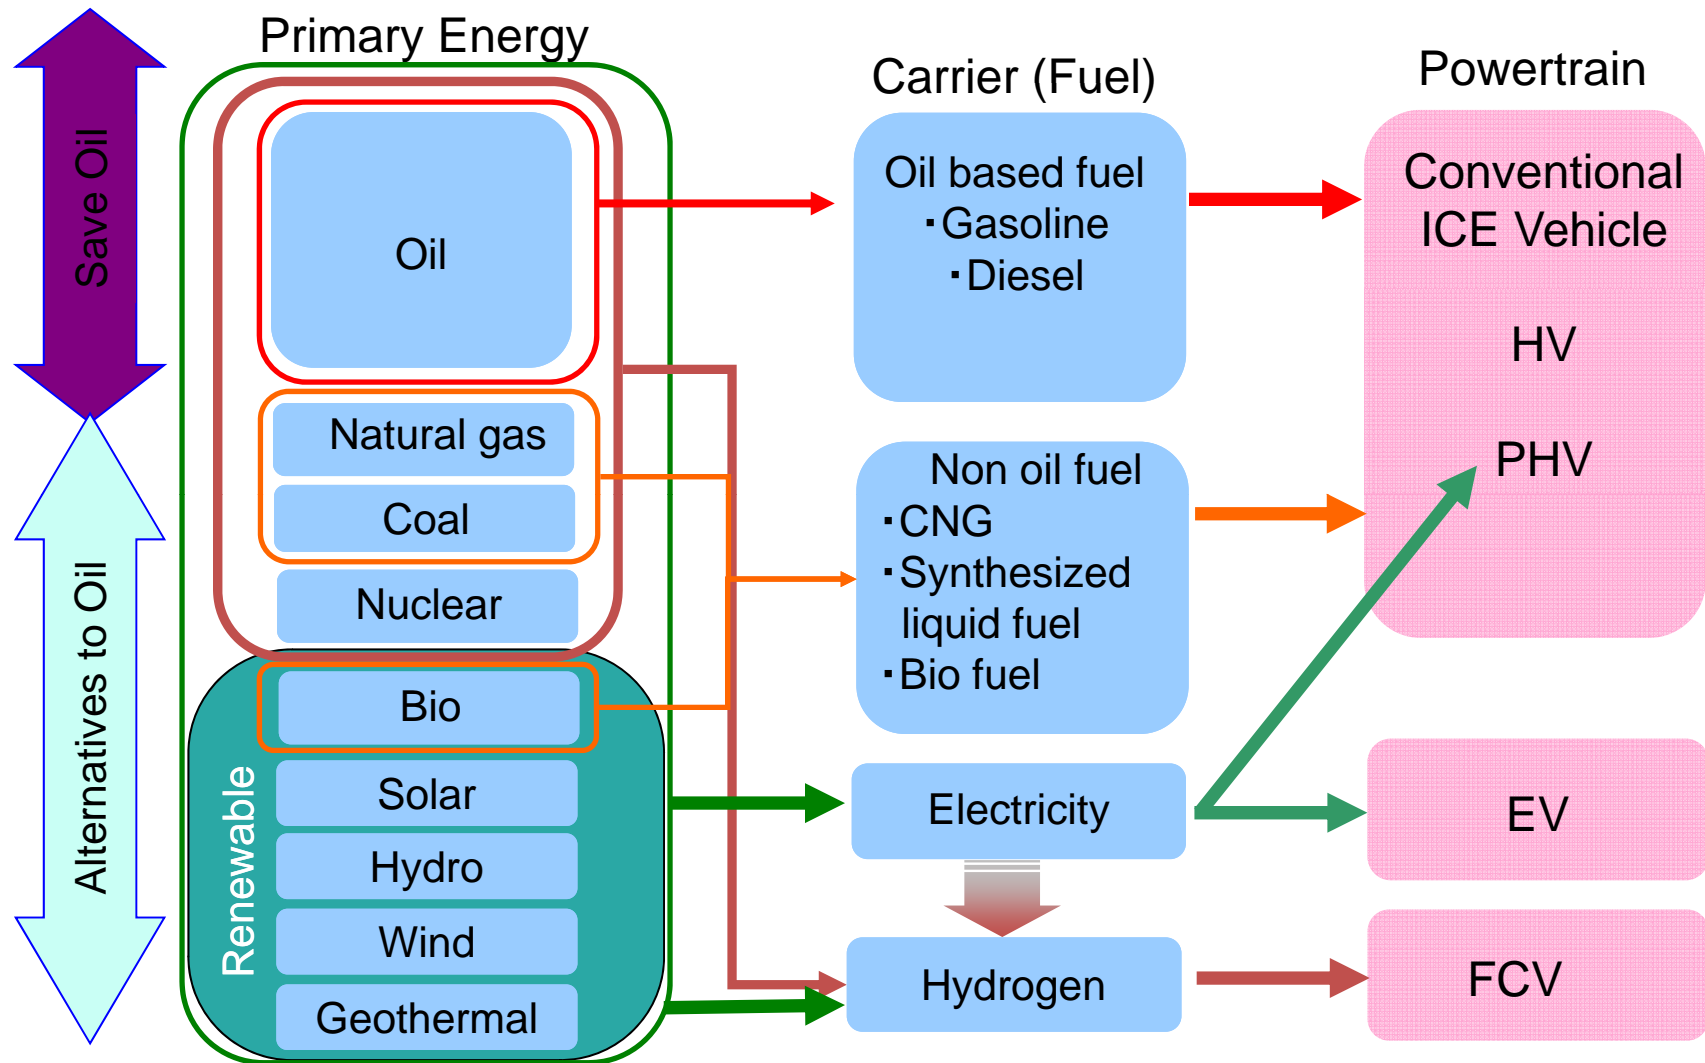 Primary Energy
Carrier (Fuel)
Powertrain
Save Oil
Alternatives to Oil
Oil
Natural gas
Coal
Nuclear
Renewable
Bio
Solar
Hydro
Wind
Geothermal
Oil based fuel
・Gasoline
・Diesel
Non oil fuel
・CNG
・Synthesized
liquid fuel
・Bio fuel
Electricity
Hydrogen
Conventional
ICE Vehicle
HV
PHV
EV
FCV